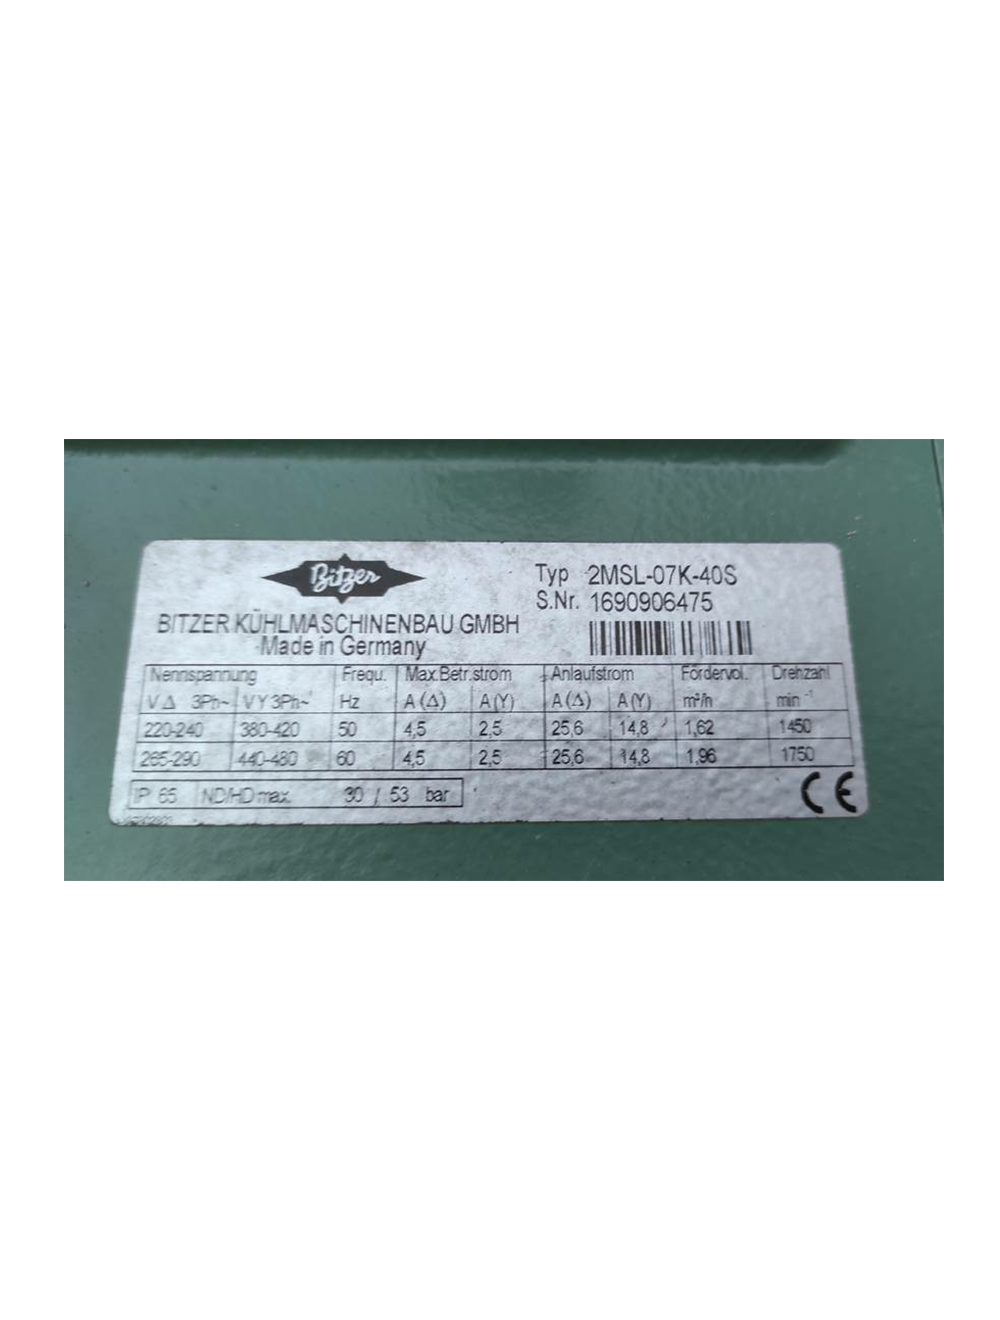 Bitzer
BITZER KÜHLMASCHINENBAU GMBH
Made in Germany
Typ 2MSL-07K-40S
S.Nr. 1690906475
Nennspannung Frequ. Max.Betr.strom Anlaufstrom Fördervol. Drehzahl
V Δ 3Ph~ V Y 3Ph~ Hz A (Δ) A (Y) A (Δ) A (Y) m³/h min -1
220-240 380-420 50 4,5 2,5 25,6 14,8 1,62 1450
265-290 440-480 60 4,5 2,5 25,6 14,8 1,96 1750
IP 65 ND/HD max. 30 / 53 bar
CE